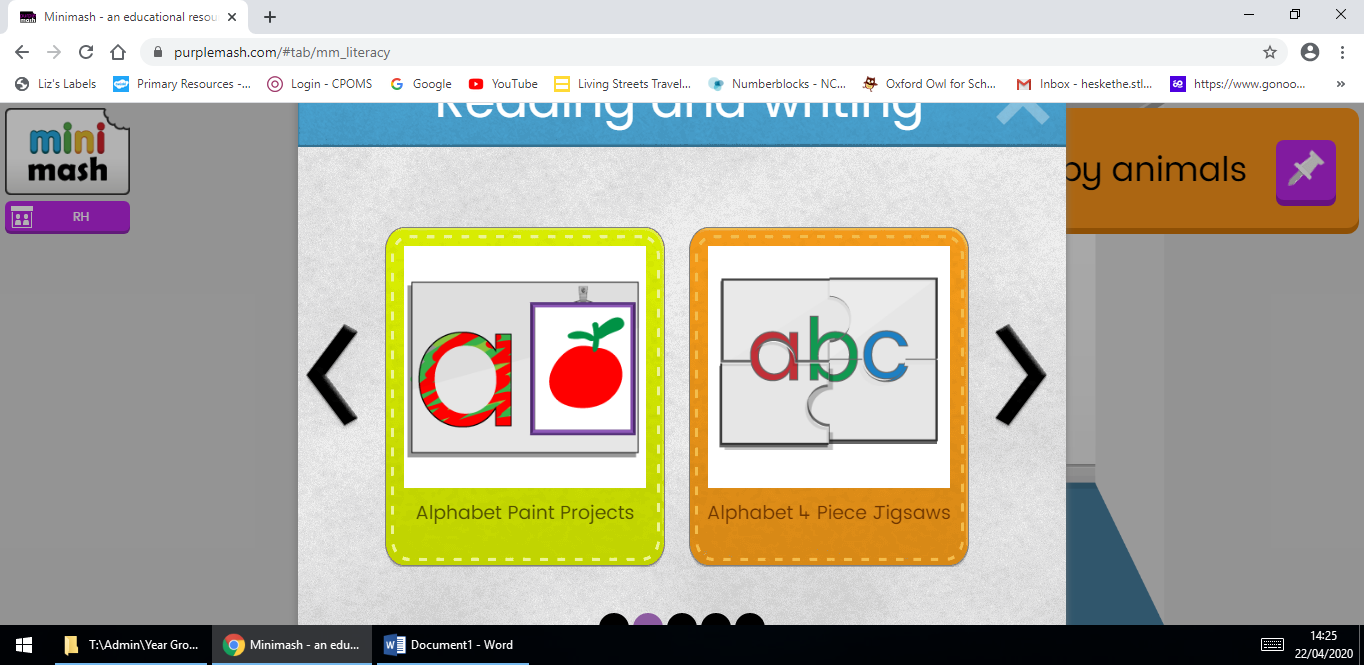 Minimash - an educational resou
purplemash.com/#tab/mm_literacy
Liz's Labels
Primary Resources -...
Login - CPOMS
Google
YouTube
Living Streets Travel...
Numberblocks - NC...
Oxford Owl for Sch...
Inbox - heskethe.stl...
https://www.gonoo...
»
mini
mash
RH
Reading and writing
by animals
a
Alphabet Paint Projects
abc
Alphabet 4 Piece Jigsaws
T:\Admin\Year Gro...
Minimash - an edu...
Document1 - Word
14:25
22/04/2020